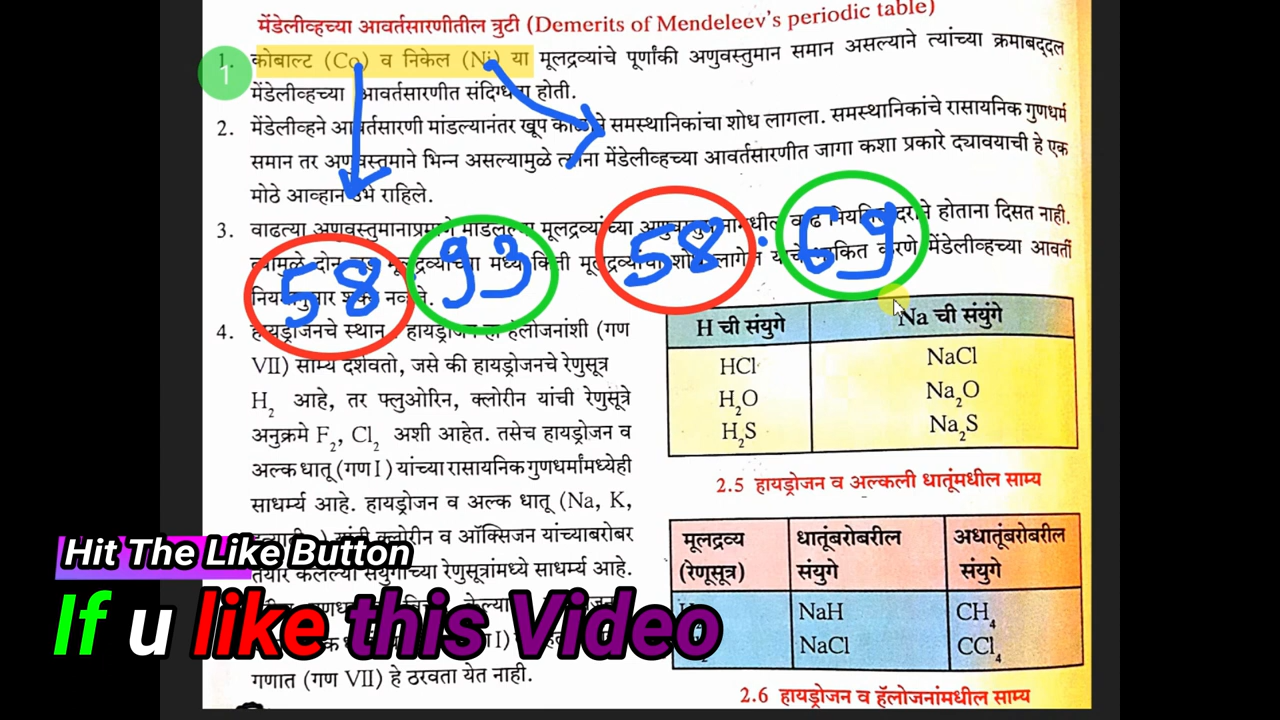 मेंडेलीव्हच्या आवर्तसारणीतील त्रुटी (Demerits of Mendeleev's periodic table)
1
1. कोबाल्ट (Co) व निकेल (Ni) या मूलद्रव्यांचे पूर्णांकी अणुवस्तुमान समान असल्याने त्यांच्या क्रमाबद्दल
मेंडेलीव्हच्या आवर्तसारणीत संदिग्धता होती.
2. मेंडेलीव्हने आवर्तसारणी मांडल्यानंतर खूप काळाने समस्थानिकांचा शोध लागला. समस्थानिकांचे रासायनिक गुणधर्म
समान तर अणुवस्तुमाने भिन्न असल्यामुळे त्यांना मेंडेलीव्हच्या आवर्तसारणीत जागा कशा प्रकारे द्यावयाची हे एक
मोठे आव्हान उभे राहिले.
3. वाढत्या अणुवस्तुमानाप्रमाणे मांडलेल्या मूलद्रव्यांच्या अणुवस्तुमानामधील वाढ नियमित दराने होताना दिसत नाही.
त्यामुळे दोन मूलद्रव्यांच्या मध्ये किती मूलद्रव्यांचा शोध लागेल याचे भाकित करणे मेंडेलीव्हच्या आवर्ती
58 93 58.69
4. हायड्रोजनचे स्थान हायड्रोजन हा हॅलोजनांशी (गण
VII) साम्य दर्शवतो, जसे की हायड्रोजनचे रेणुसूत्र
H₂ आहे, तर फ्लुओरिन, क्लोरीन यांची रेणुसूत्रे
अनुक्रमे F₂, Cl₂ अशी आहेत. तसेच हायड्रोजन व
अल्क धातू (गण I) यांच्या रासायनिक गुणधर्मांमध्येही
साधर्म्य आहे. हायड्रोजन व अल्क धातू (Na, K,
यांनी क्लोरीन व ऑक्सिजन यांच्याबरोबर
तयार केलेल्या संयुगांच्या रेणुसूत्रांमध्ये साधर्म्य आहे.
गणात (गण VII) हे ठरवता येत नाही.
H ची संयुगे Na ची संयुगे
HCl NaCl
H₂O Na₂O
H₂S Na₂S
2.5 हायड्रोजन व अल्कली धातूंमधील साम्य
मूलद्रव्य धातूंबरोबरील अधातूंबरोबरील
(रेणूसूत्र) संयुगे संयुगे
NaH CH₄
NaCl CCl₄
2.6 हायड्रोजन व हॅलोजनांमधील साम्य
Hit The Like Button
If u like this Video